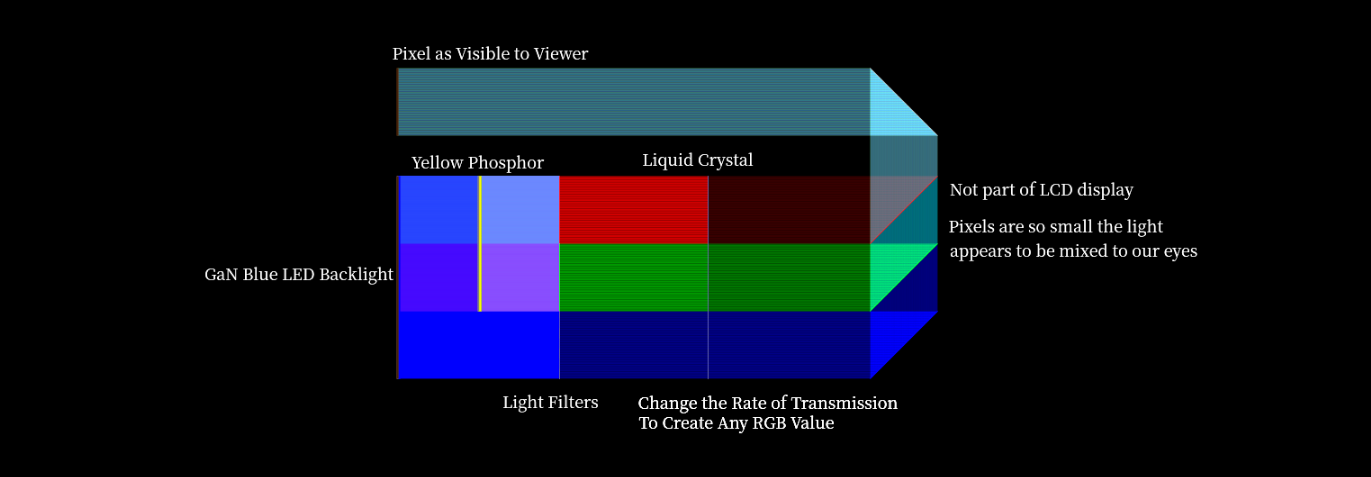 Pixel as Visible to Viewer
Yellow Phosphor
Liquid Crystal
Not part of LCD display
Pixels are so small the light
appears to be mixed to our eyes
GaN Blue LED Backlight
Light Filters
Change the Rate of Transmission
To Create Any RGB Value